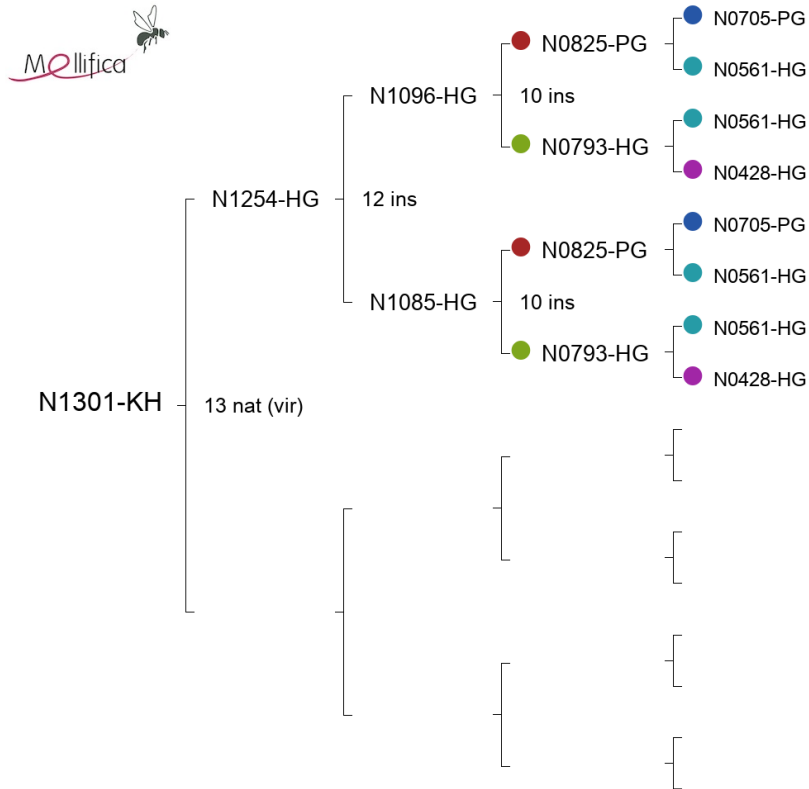 Mellifica
N0705-PG
N0825-PG
N0561-HG
N1096-HG
10 ins
N0561-HG
N0793-HG
N0428-HG
N1254-HG
12 ins
N0705-PG
N0825-PG
N0561-HG
N1085-HG
10 ins
N0561-HG
N0793-HG
N0428-HG
N1301-KH
13 nat (vir)